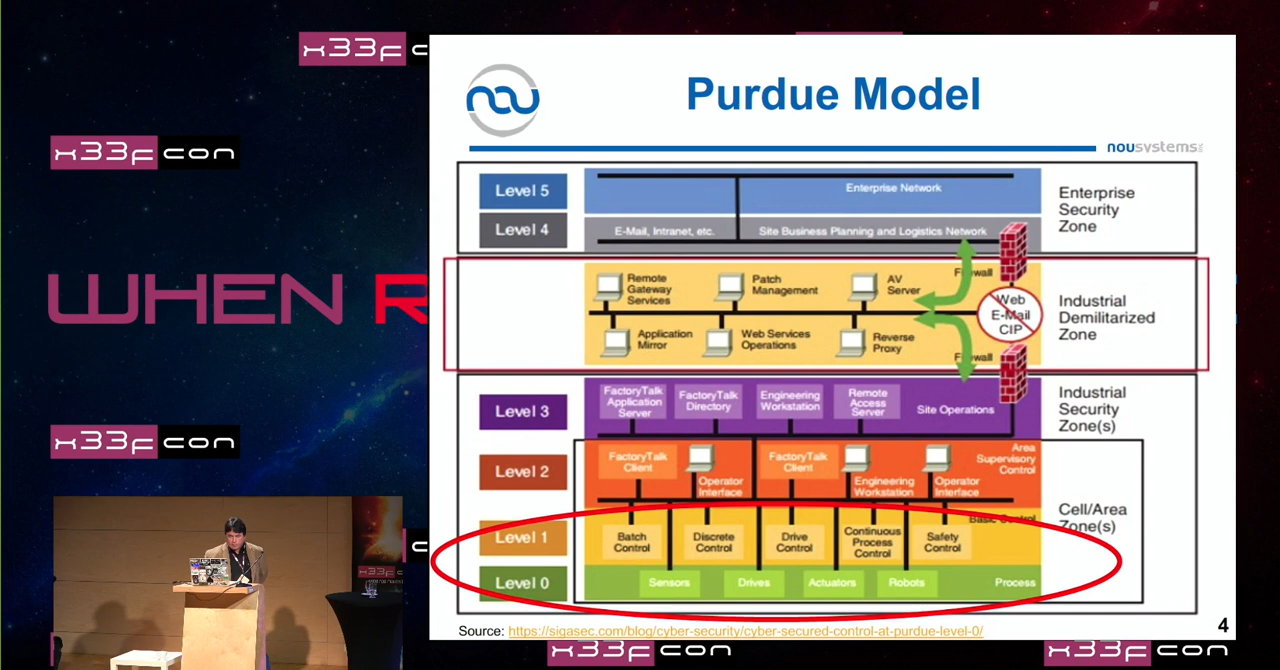 x33fcon
x33fcon
WHEN R
x33fcon
nou
Purdue Model
nousystems
Level 5
Enterprise Network
Enterprise
Security
Zone
Level 4
E-Mail, Intranet, etc.
Site Business Planning and Logistics Network
Firewall
Remote
Gateway
Services
Patch
Management
AV
Server
Web
E-Mail
CIP
Industrial
Demilitarized
Zone
Application
Mirror
Web Services
Operations
Reverse
Proxy
Firewall
Level 3
FactoryTalk
Application
Server
FactoryTalk
Directory
Engineering
Workstation
Remote
Access
Server
Site Operations
Industrial
Security
Zone(s)
Level 2
FactoryTalk
Client
Operator
Interface
FactoryTalk
Client
Engineering
Workstation
Operator
Interface
Area
Supervisory
Control
Basic Control
Cell/Area
Zone(s)
Level 1
Batch
Control
Discrete
Control
Drive
Control
Continuous
Process
Control
Safety
Control
Level 0
Sensors
Drives
Actuators
Robots
Process
Source: https://sigasec.com/blog/cyber-security/cyber-secured-control-at-purdue-level-0/
4
x33fcon
x33fcon